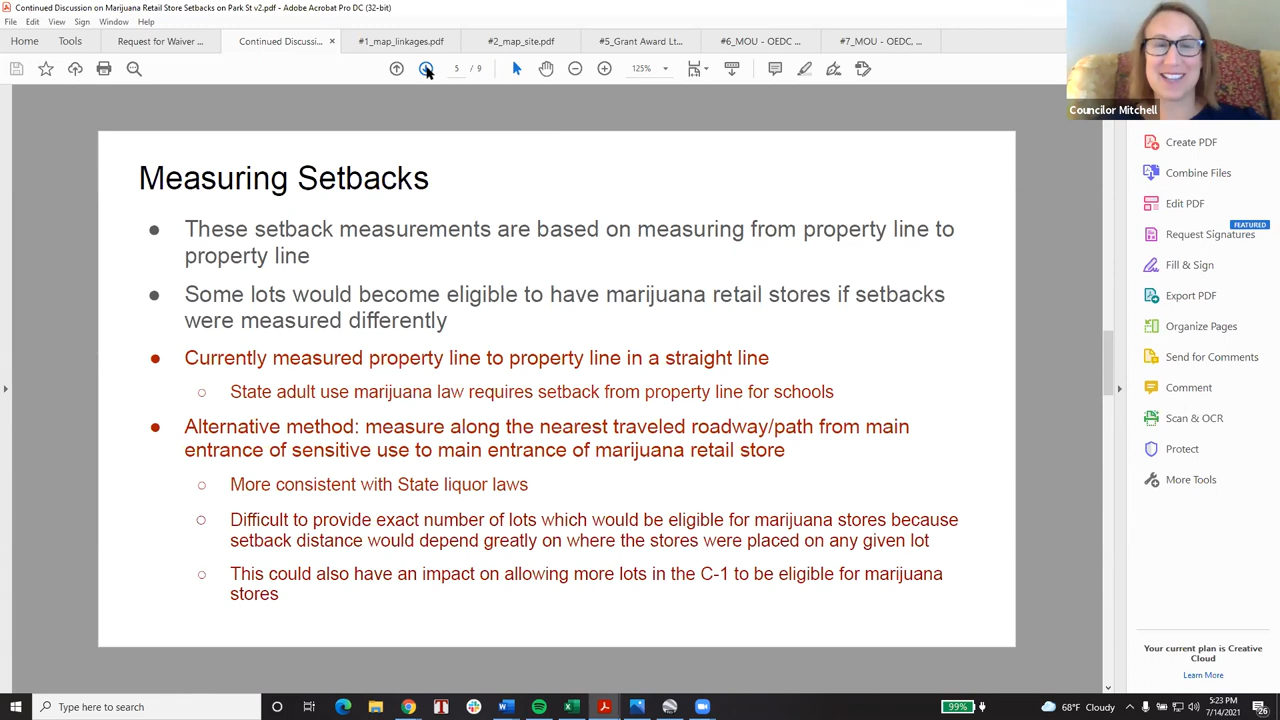 Continued Discussion on Marijuana Retail Store Setbacks on Park St v2.pdf - Adobe Acrobat Pro DC (32-bit)
File Edit View Sign Window Help
Home Tools Request for Waiver ... Continued Discussi... × #1_map_linkages.pdf #2_map_site.pdf #5_Grant Award Lt... #6_MOU - OEDC ... #7_MOU - OEDC, ...
5 / 9 125%
Councilor Mitchell
Measuring Setbacks
These setback measurements are based on measuring from property line to
property line
Some lots would become eligible to have marijuana retail stores if setbacks
were measured differently
Currently measured property line to property line in a straight line
State adult use marijuana law requires setback from property line for schools
Alternative method: measure along the nearest traveled roadway/path from main
entrance of sensitive use to main entrance of marijuana retail store
More consistent with State liquor laws
Difficult to provide exact number of lots which would be eligible for marijuana stores because
setback distance would depend greatly on where the stores were placed on any given lot
This could also have an impact on allowing more lots in the C-1 to be eligible for marijuana
stores
Create PDF
Combine Files
Edit PDF
FEATURED
Request Signatures
Fill & Sign
Export PDF
Organize Pages
Send for Comments
Comment
Scan & OCR
Protect
More Tools
Your current plan is Creative
Cloud
Learn More
Type here to search
99%
68°F Cloudy
5:23 PM
7/14/2021
26